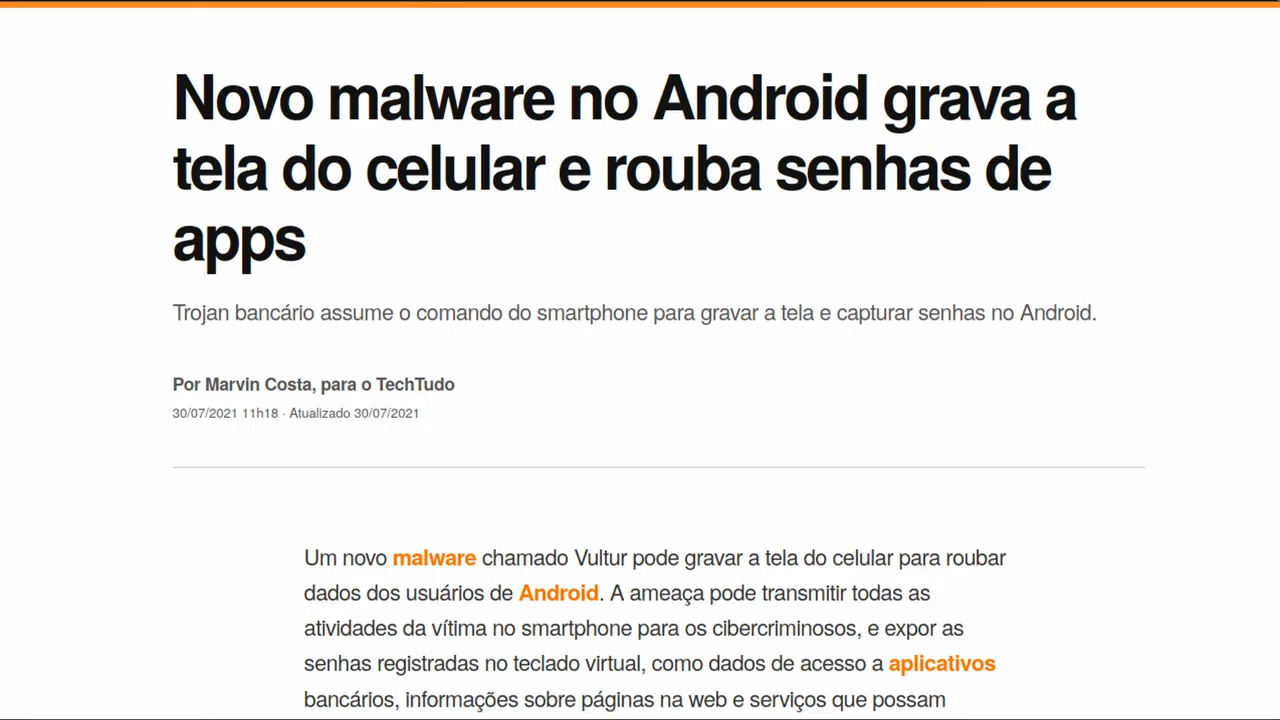 Novo malware no Android grava a
tela do celular e rouba senhas de
apps
Trojan bancário assume o comando do smartphone para gravar a tela e capturar senhas no Android.
Por Marvin Costa, para o TechTudo
30/07/2021 11h18 · Atualizado 30/07/2021
Um novo malware chamado Vultur pode gravar a tela do celular para roubar
dados dos usuários de Android. A ameaça pode transmitir todas as
atividades da vítima no smartphone para os cibercriminosos, e expor as
senhas registradas no teclado virtual, como dados de acesso a aplicativos
bancários, informações sobre páginas na web e serviços que possam